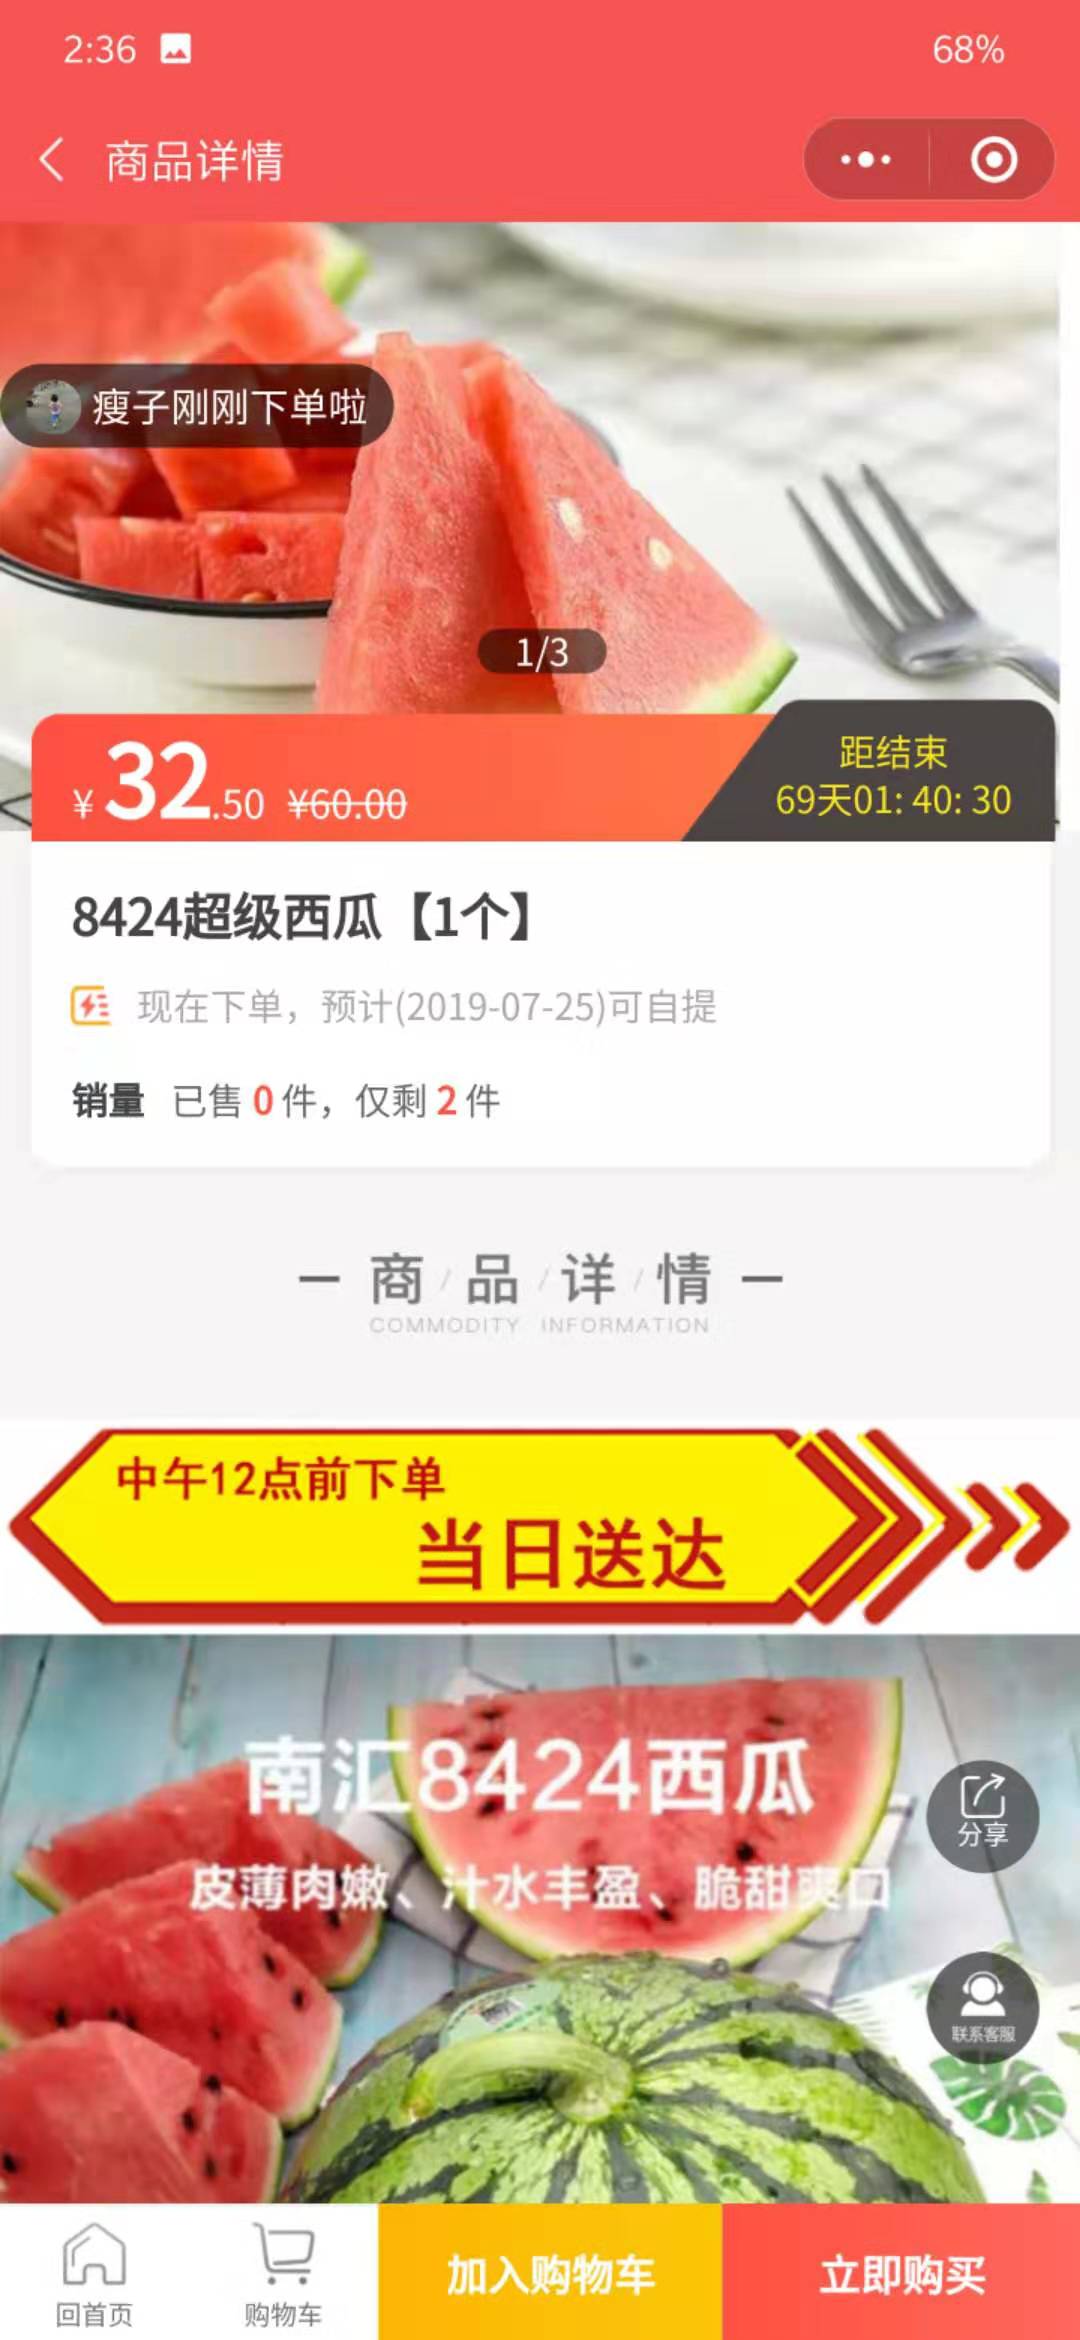 2:36
68%
商品详情
瘦子刚刚下单啦
1/3
¥32.50 ¥60.00
距结束
69天01: 40: 30
8424超级西瓜【1个】
现在下单，预计(2019-07-25)可自提
销量 已售 0 件，仅剩 2 件
商/品/详/情
COMMODITY INFORMATION
中午12点前下单
当日送达
南汇8424西瓜
皮薄肉嫩、汁水丰盈、脆甜爽口
分享
联系客服
回首页
购物车
加入购物车
立即购买